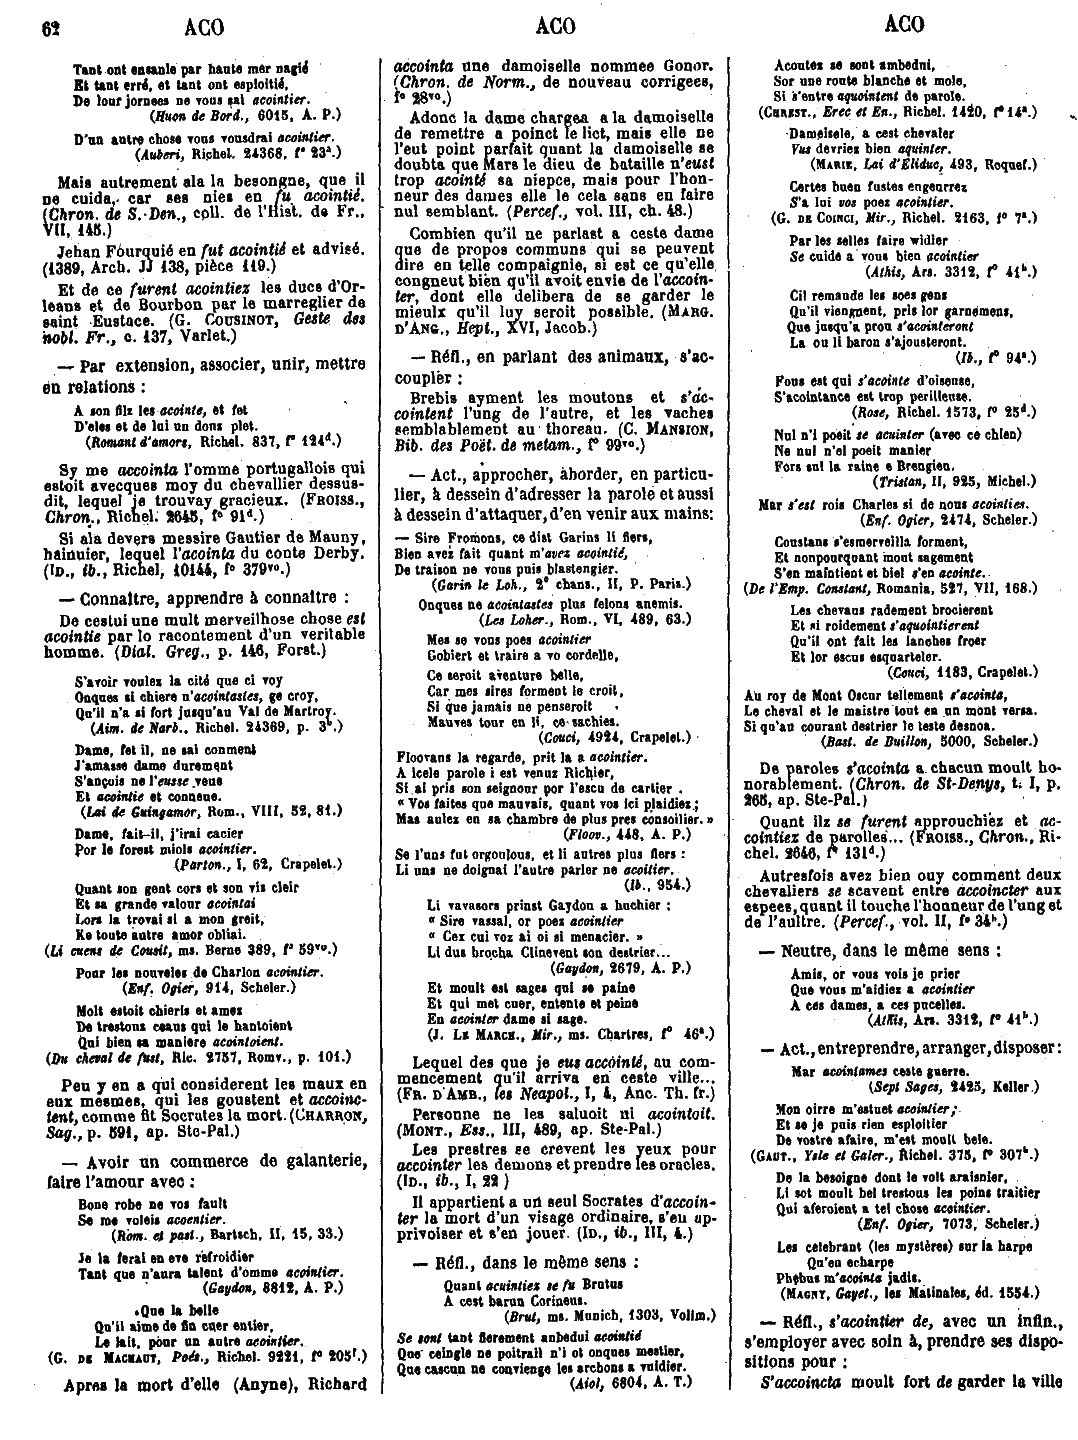 62 ACO ACO ACO
Tant ont ensanle par haute mer nagié
Et tant erré, et tant ont esploitié,
De lour jornees ne vous sai acointier.
(Huon de Bord., 6015, A. P.)
D'un autre chose vous vousdrai acointier.
(Auberi, Richel. 24368, f° 23ª.)
Mais autrement ala la besongne, que il
ne cuida, car ses nies en fu acointié.
(Chron. de S.-Den., coll. de l'Hist. de Fr.,
VII, 145.)
Jehan Fourquié en fut acointié et advisé.
(1389, Arch. JJ 138, pièce 119.)
Et de ce furent acointiez les ducs d'Or-
leans et de Bourbon par le marreglier de
saint Eustace. (G. COUSINOT, Geste des
nobl. Fr., c. 137, Varlet.)
— Par extension, associer, unir, mettre
en relations :
A son filz les acointe, et fet
D'eles et de lui un dous plet.
(Romant d'amors, Richel. 837, f° 124ᵈ.)
Sy me accointa l'omme portugallois qui
estoit avecques moy du chevallier dessus-
dit, lequel je trouvay gracieux. (FROISS.,
Chron., Richel. 2645, f° 91ᵈ.)
Si ala devers messire Gautier de Mauny,
hainuier, lequel l'acointa du conte Derby.
(ID., ib., Richel, 10144, f° 379ᵛᵒ.)
— Connaître, apprendre à connaître :
De cestui une mult merveilhose chose est
acointie par lo racontement d'un veritable
homme. (Dial. Greg., p. 146, Forst.)
S'avoir voulez la cité que ci voy
Onques si chiere n'acointastes, ge croy,
Qu'il n'a si fort jusqu'au Val de Martroy.
(Aim. de Narb., Richel. 24369, p. 3ᵇ.)
Dame, fet il, ne sai conment
J'amasse dame durement
S'ançois ne l'eusse veue
Et acointie et conneue.
(Lai de Guingamor, Rom., VIII, 52, 81.)
Dame, fait-il, j'irai cacier
Por le forest miols acointier.
(Parton., I, 62, Crapelet.)
Quant son gent cors et son vis cleir
Et sa grande valour acointai
Lors la trovai si a mon greit,
Ke toute autre amor obliai.
(Li cuens de Cousit, ms. Berne 389, f° 59ᵛᵒ.)
Pour les nouveles de Charlon acointier.
(Enf. Ogier, 914, Scheler.)
Molt estoit chieris et amez
De trestous ceaus qui le hantoient
Qui bien sa maniere acointoient.
(Du cheval de fust, Ric. 2757, Romv., p. 101.)
Peu y en a qui considerent les maux en
eux mesmes, qui les goustent et accoinc-
tent, comme fit Socrates la mort. (CHARRON,
Sag., p. 591, ap. Ste-Pal.)
— Avoir un commerce de galanterie,
faire l'amour avec :
Bone robe ne vos fault
Se me voleis acoentier.
(Rom. et past., Bartsch, II, 15, 33.)
Je la ferai en eve refroidier
Tant que n'aura talent d'omme acointier.
(Gaydon, 8812, A. P.)
Que la belle
Qu'il aime de fin cuer entier,
Le lait, pour un autre acointier.
(G. DE MACHAUT, Poés., Richel. 9221, f° 205ᶠ.)
Apres la mort d'elle (Anyne), Richard
accointa une damoiselle nommee Gonor.
(Chron. de Norm., de nouveau corrigees,
f° 28ᵛᵒ.)
Adonc la dame chargea a la damoiselle
de remettre a poinct le lict, mais elle ne
l'eut point parfait quant la damoiselle se
doubta que Mars le dieu de bataille n'eust
trop acointé sa niepce, mais pour l'hon-
neur des dames elle le cela sans en faire
nul semblant. (Percef., vol. III, ch. 48.)
Combien qu'il ne parlast a ceste dame
que de propos communs qui se peuvent
dire en telle compaignie, si est ce qu'elle
congneut bien qu'il avoit envie de l'accoin-
ter, dont elle delibera de se garder le
mieulx qu'il luy seroit possible. (MARG.
D'ANG., Hept., XVI, Jacob.)
— Réfl., en parlant des animaux, s'ac-
coupler :
Brebis ayment les moutons et s'ac-
cointent l'ung de l'autre, et les vaches
semblablement au thoreau. (C. MANSION,
Bib. des Poët. de metam., f° 99ᵛᵒ.)
— Act., approcher, aborder, en particu-
lier, à dessein d'adresser la parole et aussi
à dessein d'attaquer, d'en venir aux mains:
— Sire Fromons, ce dist Garins li fiers,
Bien avez fait quant m'avez acointié,
De traison ne vous puis blastengier.
(Garin le Loh., 2ᵉ chans., II, P. Paris.)
Onques ne acointastes plus felons anemis.
(Les Loher., Rom., VI, 489, 63.)
Mes se vous poes acointier
Gobiert et traire a vo cordelle,
Ce seroit aventure belle,
Car mes sires forment le croit,
Si que jamais ne penseroit
Mauves tour en li, ce sachies.
(Couci, 4924, Crapelet.)
Floovans la regarde, prit la a acointier.
A icele parole i est venuz Richier,
Si ai pris son seignour por l'escu de cartier .
« Vos faites que mauvais, quant vos ici plaidiez;
Mas aulez en sa chambre de plus pres consoilier. »
(Floov., 448, A. P.)
Se l'uns fut orgoulous, et li autres plus fiers :
Li uns ne doignai l'autre parler ne acoitier.
(Ib., 954.)
Li vavasors prinst Gaydon a huchier :
« Sire vassal, or poez acointier
« Cex cui voz ai oi si menacier. »
Li dus brocha Clinevent son destrier...
(Gaydon, 2679, A. P.)
Et moult est sages qui se paine
Et qui met cuer, entente et peine
En acointer dame si sage.
(J. LE MARCH., Mir., ms. Chartres, f° 46ª.)
Lequel des que je eus accointé, au com-
mencement qu'il arriva en ceste ville...
(FR. D'AMB., les Neapol., I, 4, Anc. Th. fr.)
Personne ne les saluoit ni acointoit.
(MONT., Ess., III, 489, ap. Ste-Pal.)
Les prestres se crevent les yeux pour
accointer les demons et prendre les oracles.
(ID., ib., I, 22 )
Il appartient a un seul Socrates d'accoin-
ter la mort d'un visage ordinaire, s'en ap-
privoiser et s'en jouer. (ID., ib., III, 4.)
— Réfl., dans le même sens :
Quant acuintiez se fu Brutus
A cest barun Corineus.
(Brut, ms. Munich, 1303, Vollm.)
Se sont tant fierement anbedui acointié
Que ceingle ne poitrail n'i ot onques mestier,
Que cascun ne convienge les archons a vuidier.
(Aiol, 6804, A. T.)
Acoutez se sont ambedui,
Sor une route blanche et mole,
Si s'entre aquointent de parole.
(CHREST., Erec et En., Richel. 1420, f° 14ª.)
Dameisele, a cest chevaler
Vus devriez bien aquinter.
(MARIE, Lai d'Eliduc, 493, Roquef.)
Certes buen fustes engenrrez
S'a lui vos poez acointier.
(G. DE COINCI, Mir., Richel. 2163, f° 7ª.)
Par les selles faire widier
Se cuide a vous bien acointier
(Athis, Ars. 3312, f° 41ᵇ.)
Cil remande les soes gens
Qu'il viengnent, pris lor garnemens,
Que jusqu'a prou s'acointeront
La ou li baron s'ajousteront.
(Ib., f° 94ª.)
Fous est qui s'acointe d'oiseuse,
S'acointance est trop perilleuse.
(Rose, Richel. 1573, f° 25ᵈ.)
Nul n'i poeit se acuinter (avec ce chien)
Ne nul n'el poeit manier
Fors sul la raine e Brengien.
(Tristan, II, 925, Michel.)
Mar s'est rois Charles si de nous acointies.
(Enf. Ogier, 2474, Scheler.)
Constans s'esmerveilla forment,
Et nonpourquant mout sagement
S'en maintient et biel s'en acointe.
(De l'Emp. Constant, Romania, 527, VII, 168.)
Les chevaus radement brocierent
Et si roidement s'aquointierent
Qu'il ont fait les lanches froer
Et lor escus esquarteler.
(Couci, 1183, Crapelet.)
Au roy de Mont Oscur tellement s'acointa,
Le cheval et le maistre tout en un mont versa.
Si qu'au courant destrier le teste desnoa.
(Bast. de Buillon, 5000, Scheler.)
De paroles s'acointa a chacun moult ho-
norablement. (Chron. de St-Denys, t. I, p.
265, ap. Ste-Pal.)
Quant ilz se furent approuchiez et ac-
cointiez de parolles... (FROISS., Chron., Ri-
chel. 2646, f° 131ᵈ.)
Autresfois avez bien ouy comment deux
chevaliers se scavent entre accoincter aux
espees, quant il touche l'honneur de l'ung et
de l'aultre. (Percef., vol. II, f° 34ᵇ.)
— Neutre, dans le même sens :
Amis, or vous vois je prier
Que vous m'aidiez a acointier
A ces dames, a ces pucelles.
(Athis, Ars. 3312, f° 41ᵇ.)
— Act., entreprendre, arranger, disposer:
Mar acointames ceste guerre.
(Sept Sages, 2425, Keller.)
Mon oirre m'estuet acointier;
Et se je puis rien esploitier
De vostre afaire, m'est moult bele.
(GAUT., Ysle et Galer., Richel. 375, f° 307ᵇ.)
De la besoigne dont le voit araisnier,
Li sot moult bel trestous les poins traitier
Qui aferoient a tel chose acointier.
(Enf. Ogier, 7073, Scheler.)
Les celebrant (les mystères) sur la harpe
Qu'en echarpe
Phebus m'acointa jadis.
(MAGNY, Gayet., les Matinales, éd. 1554.)
— Réfl., s'acointier de, avec un infin.,
s'employer avec soin à, prendre ses dispo-
sitions pour :
S'accoincta moult fort de garder la ville